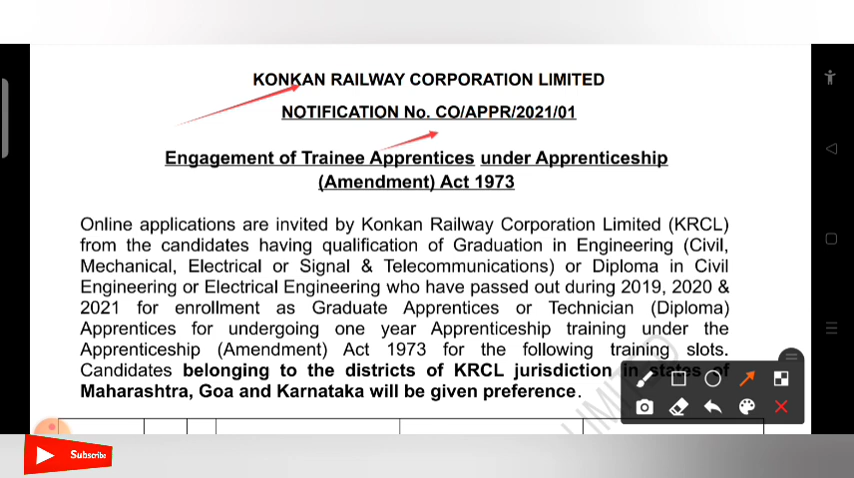 KONKAN RAILWAY CORPORATION LIMITED
NOTIFICATION No. CO/APPR/2021/01
Engagement of Trainee Apprentices under Apprenticeship
(Amendment) Act 1973
Online applications are invited by Konkan Railway Corporation Limited (KRCL)
from the candidates having qualification of Graduation in Engineering (Civil,
Mechanical, Electrical or Signal & Telecommunications) or Diploma in Civil
Engineering or Electrical Engineering who have passed out during 2019, 2020 &
2021 for enrollment as Graduate Apprentices or Technician (Diploma)
Apprentices for undergoing one year Apprenticeship training under the
Apprenticeship (Amendment) Act 1973 for the following training slots.
Candidates belonging to the districts of KRCL jurisdiction in states of
Maharashtra, Goa and Karnataka will be given preference.
LIMITED
Subscribe